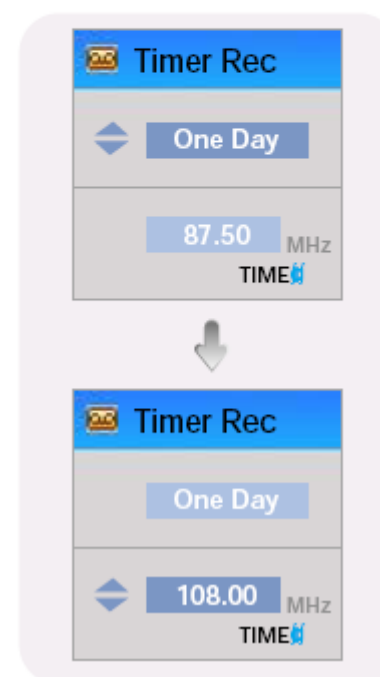 Timer Rec
One Day
87.50 MHz
TIME
Timer Rec
One Day
108.00 MHz
TIME